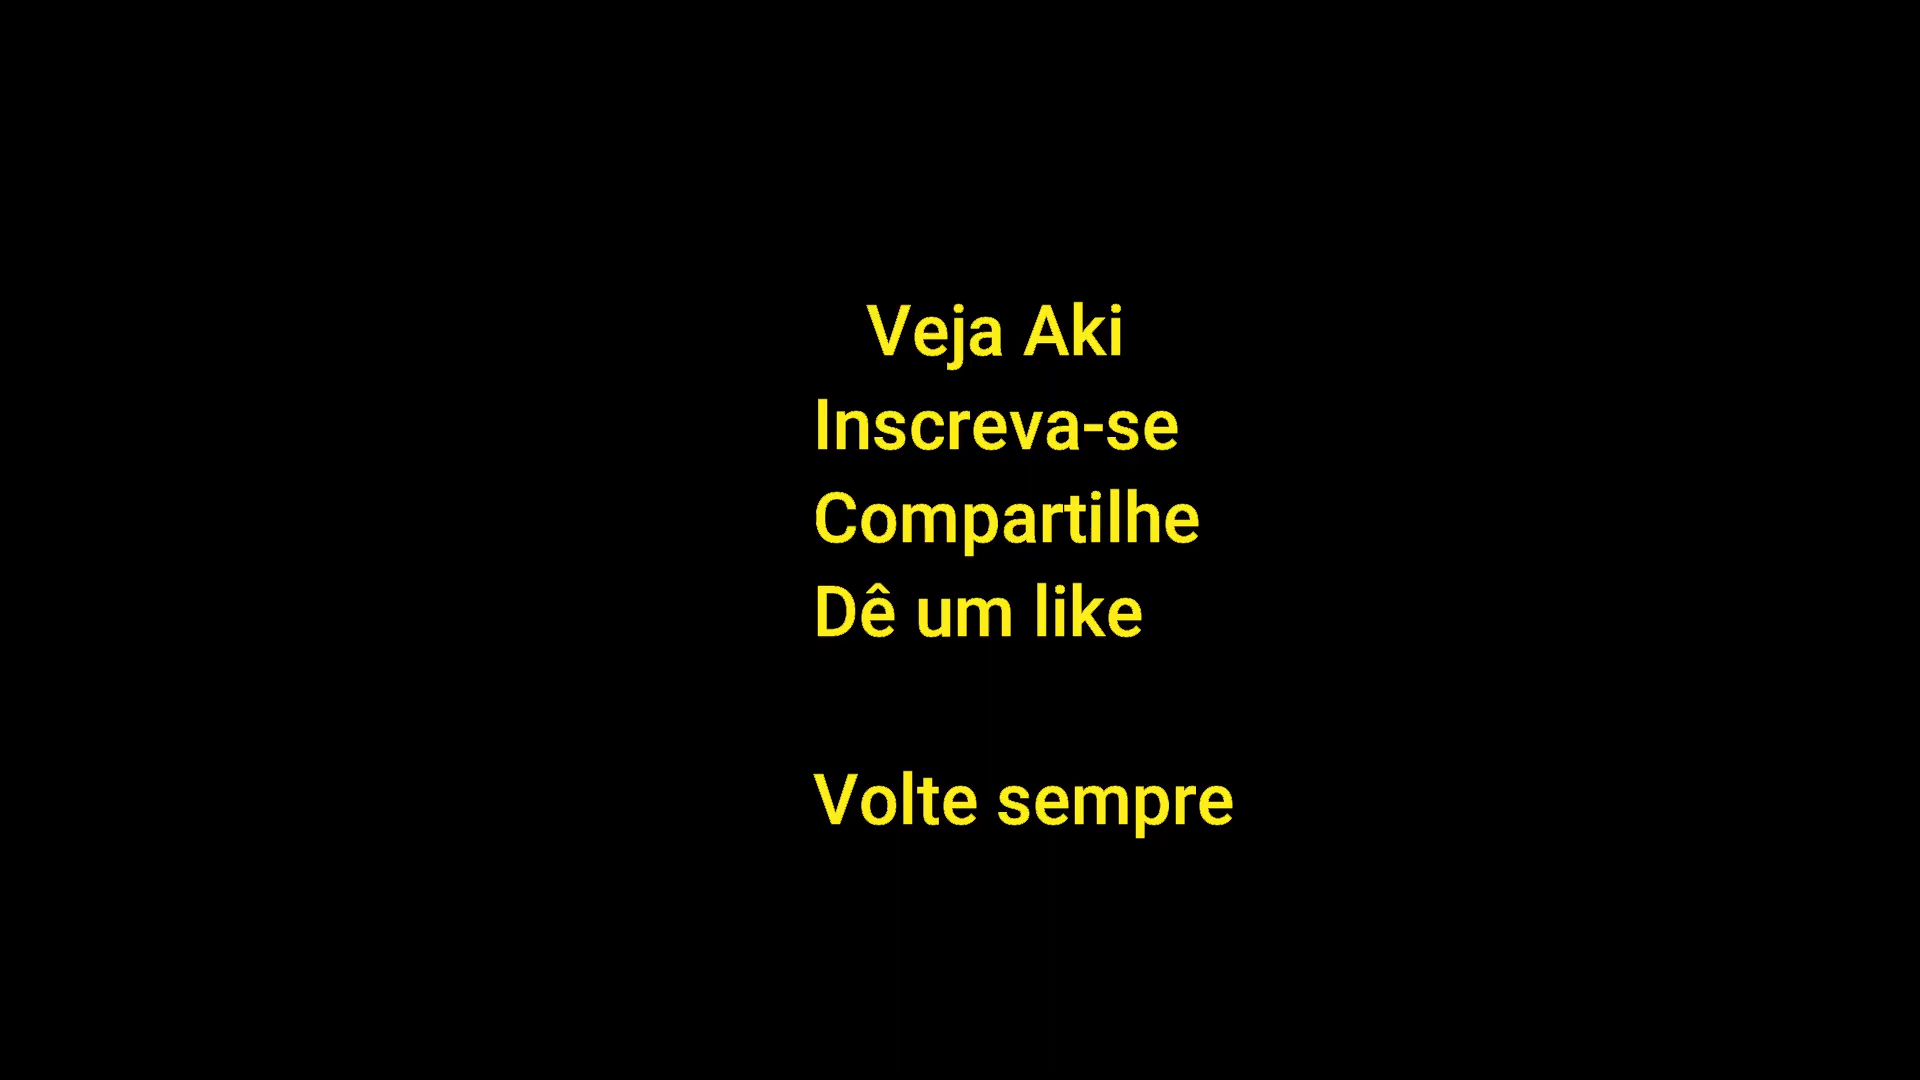 Veja Aki
Inscreva-se
Compartilhe
Dê um like
Volte sempre